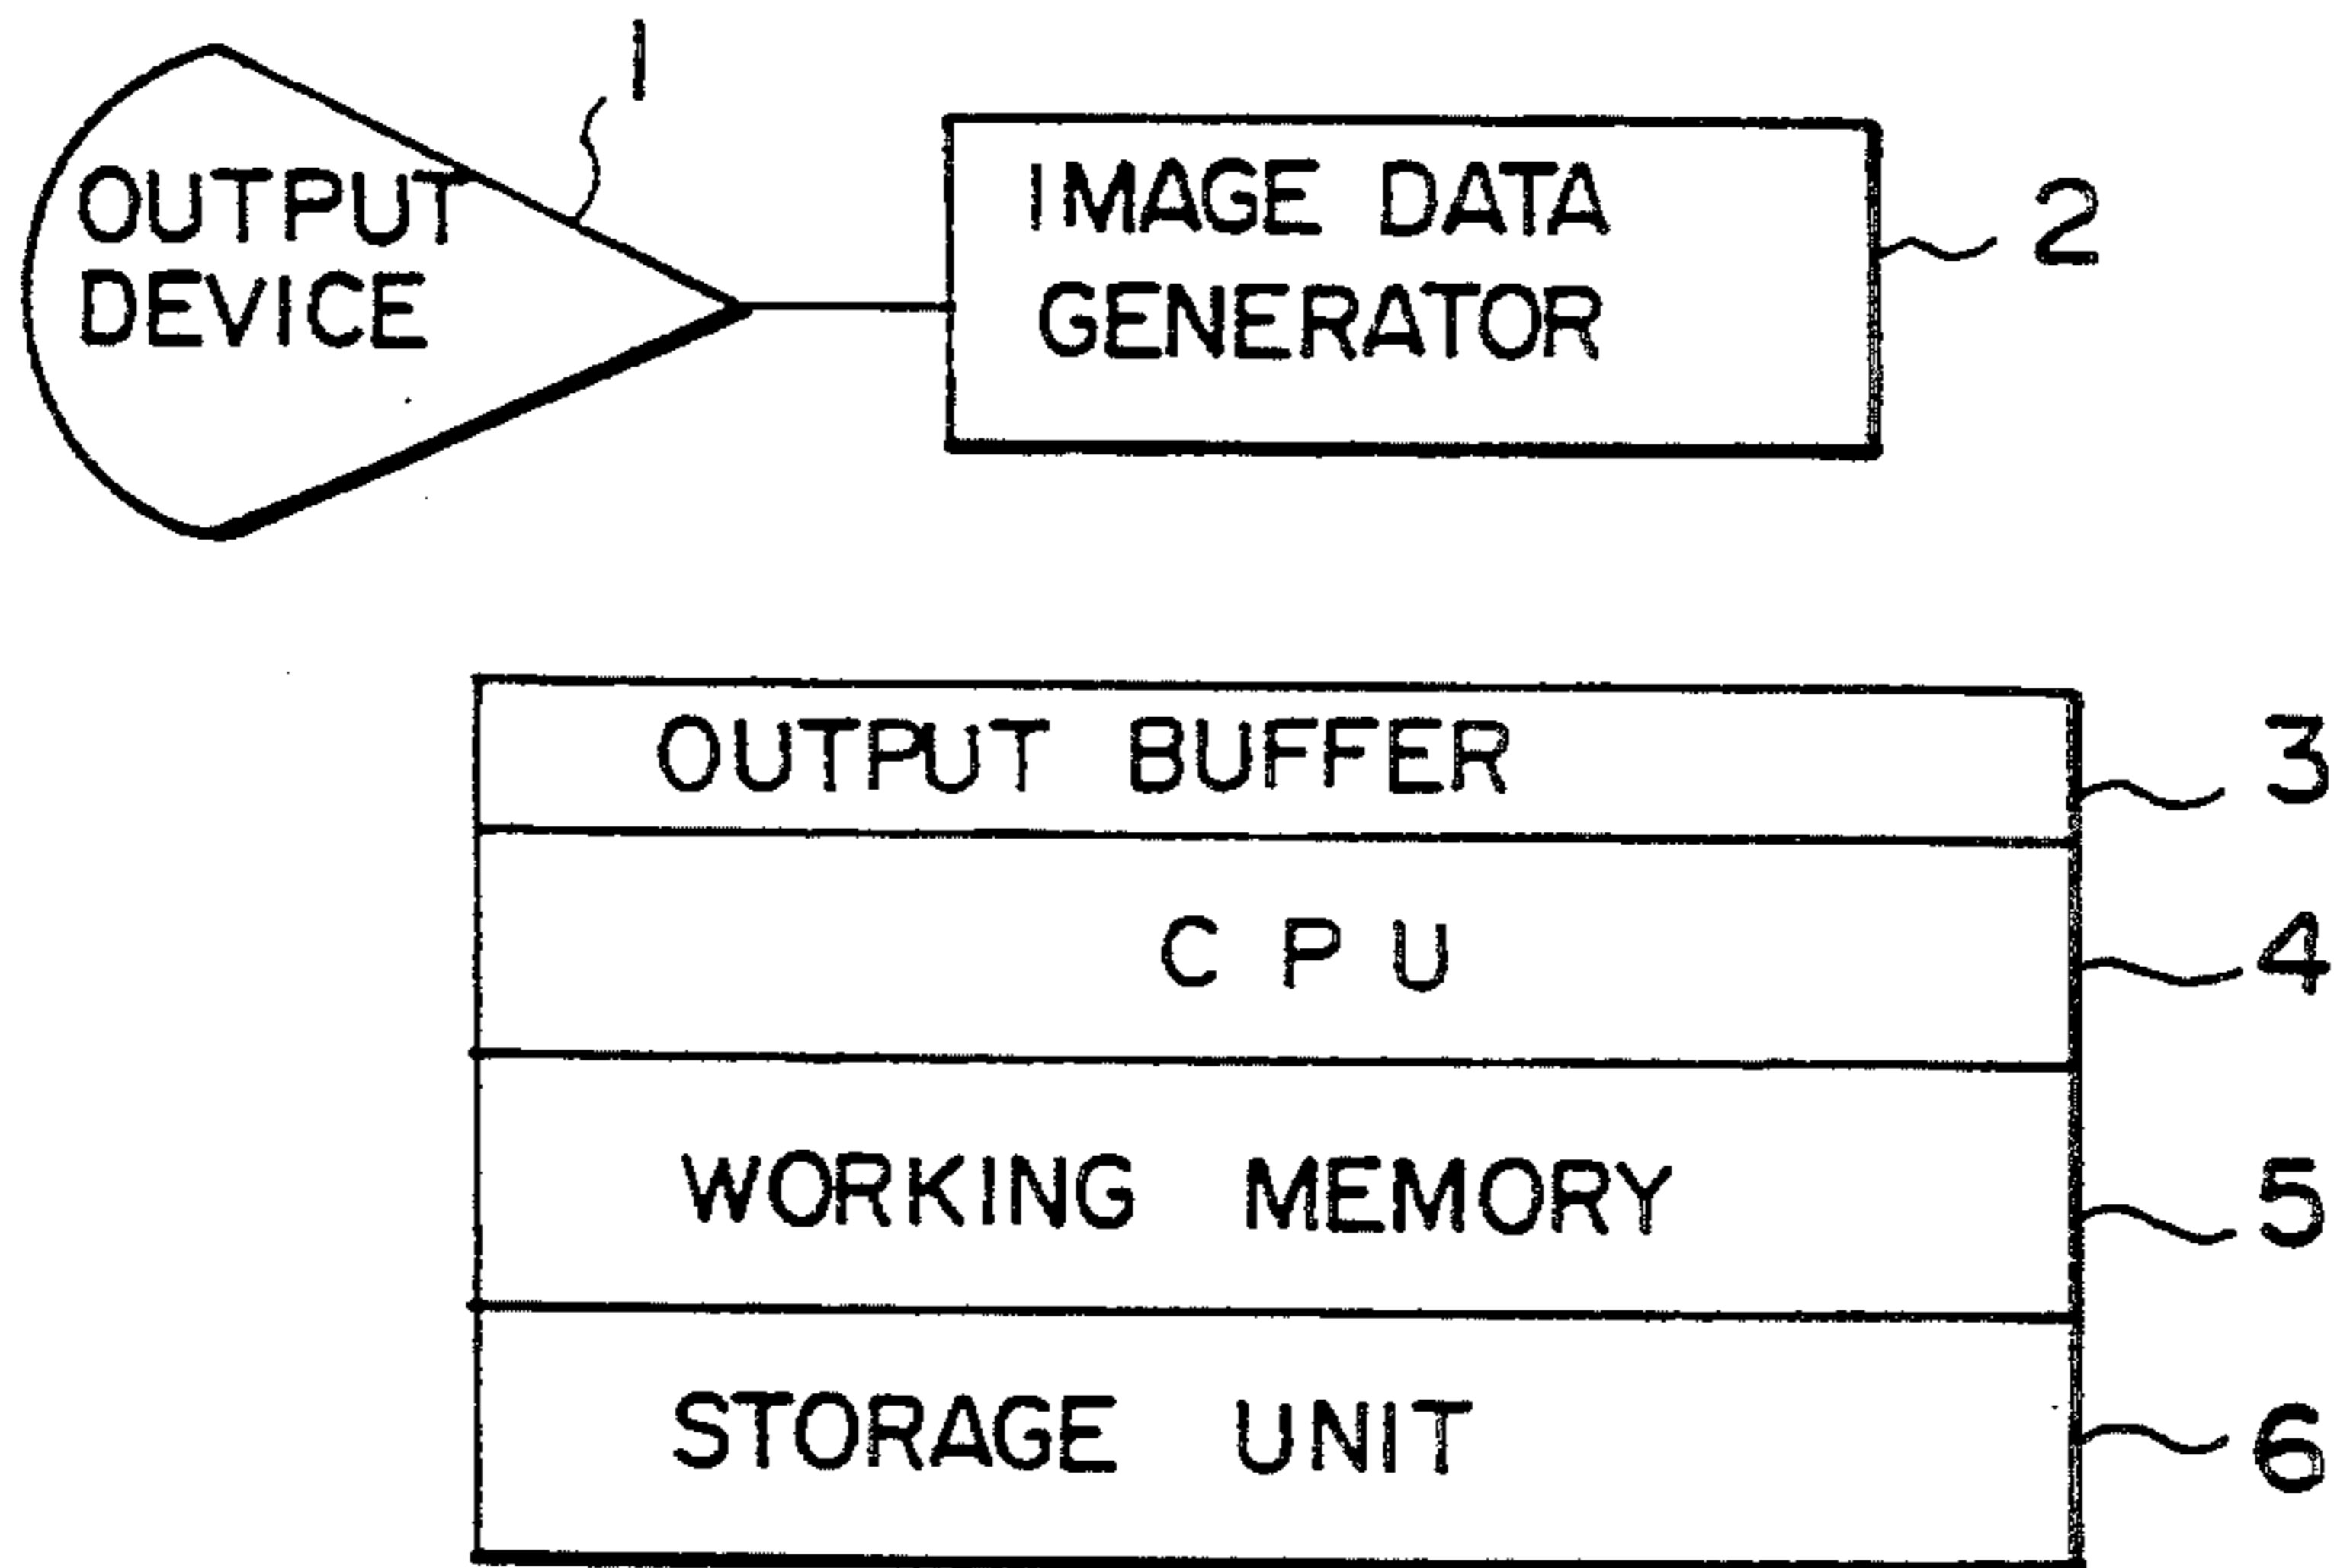 1
OUTPUT
DEVICE
IMAGE DATA
GENERATOR
2
OUTPUT BUFFER
3
CPU
4
WORKING MEMORY
5
STORAGE UNIT
6